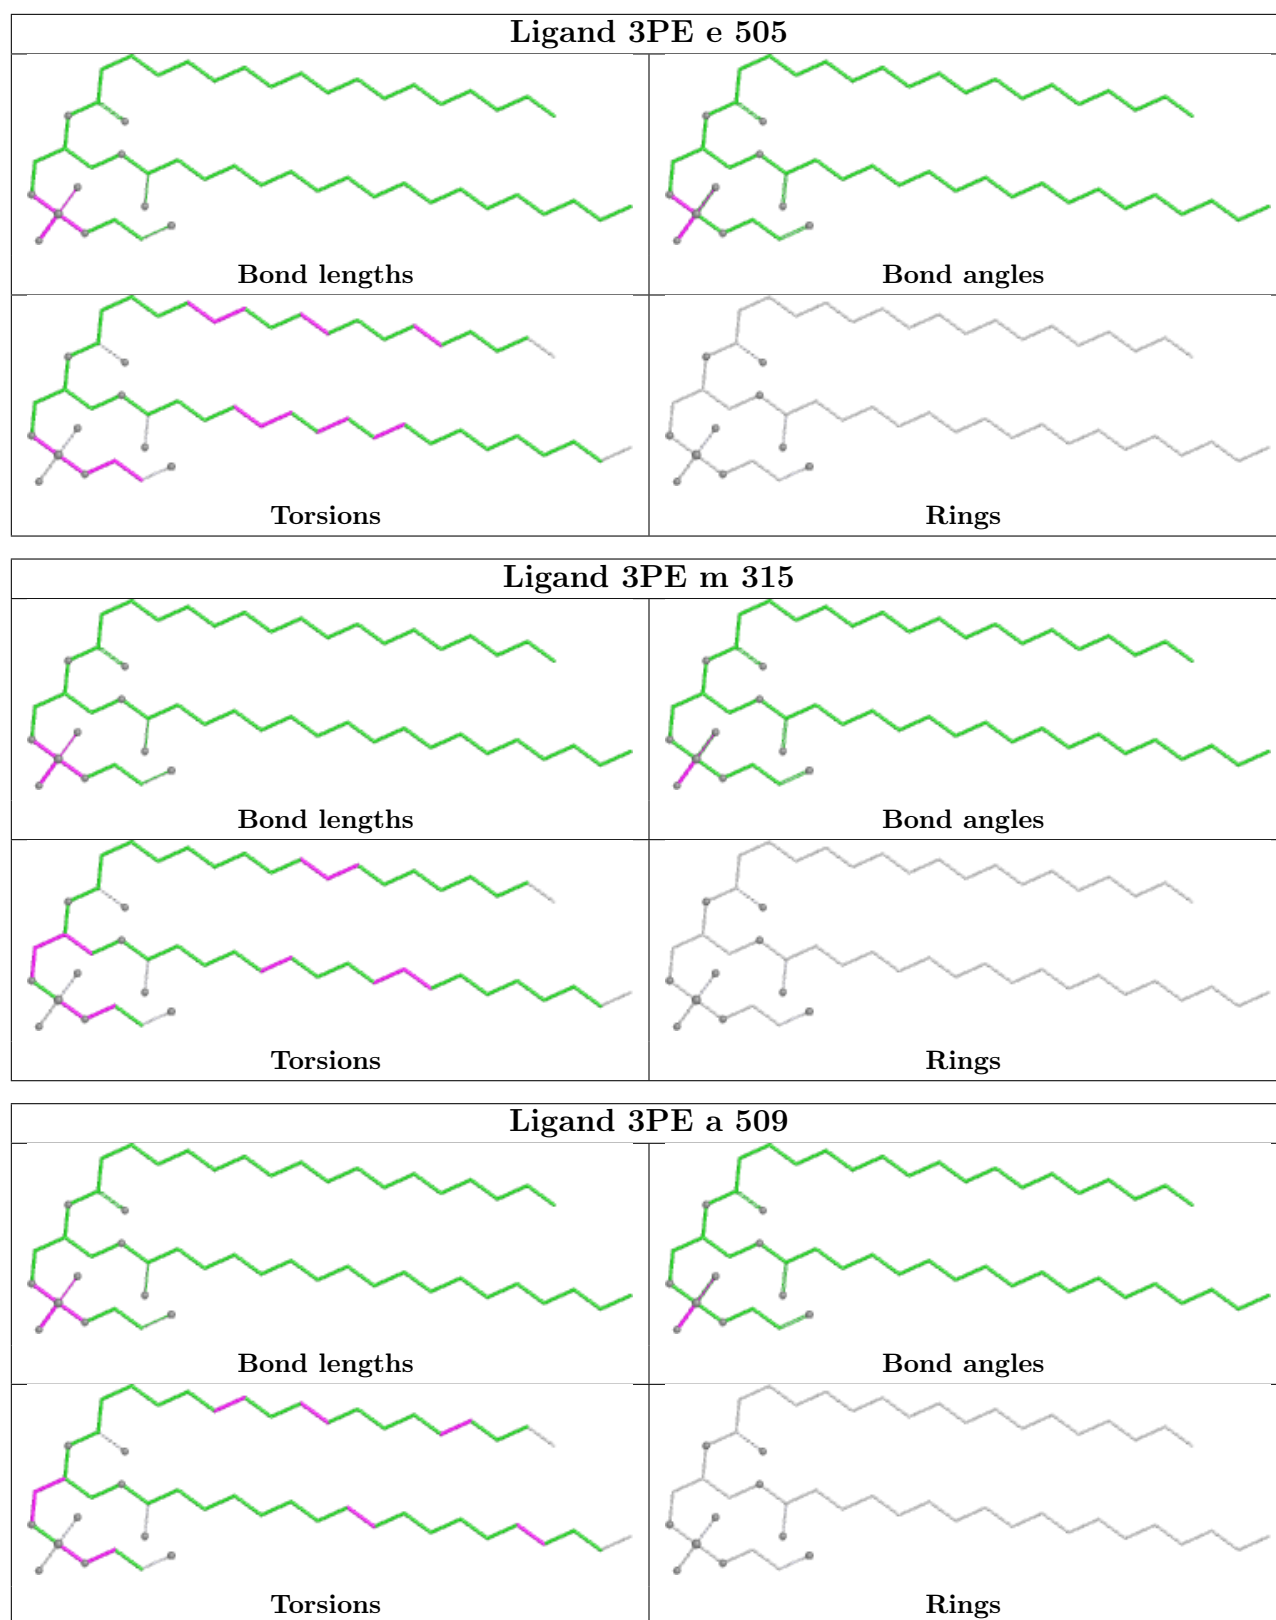 Ligand 3PE e 505
Bond lengths
Bond angles
Torsions
Rings
Ligand 3PE m 315
Bond lengths
Bond angles
Torsions
Rings
Ligand 3PE a 509
Bond lengths
Bond angles
Torsions
Rings